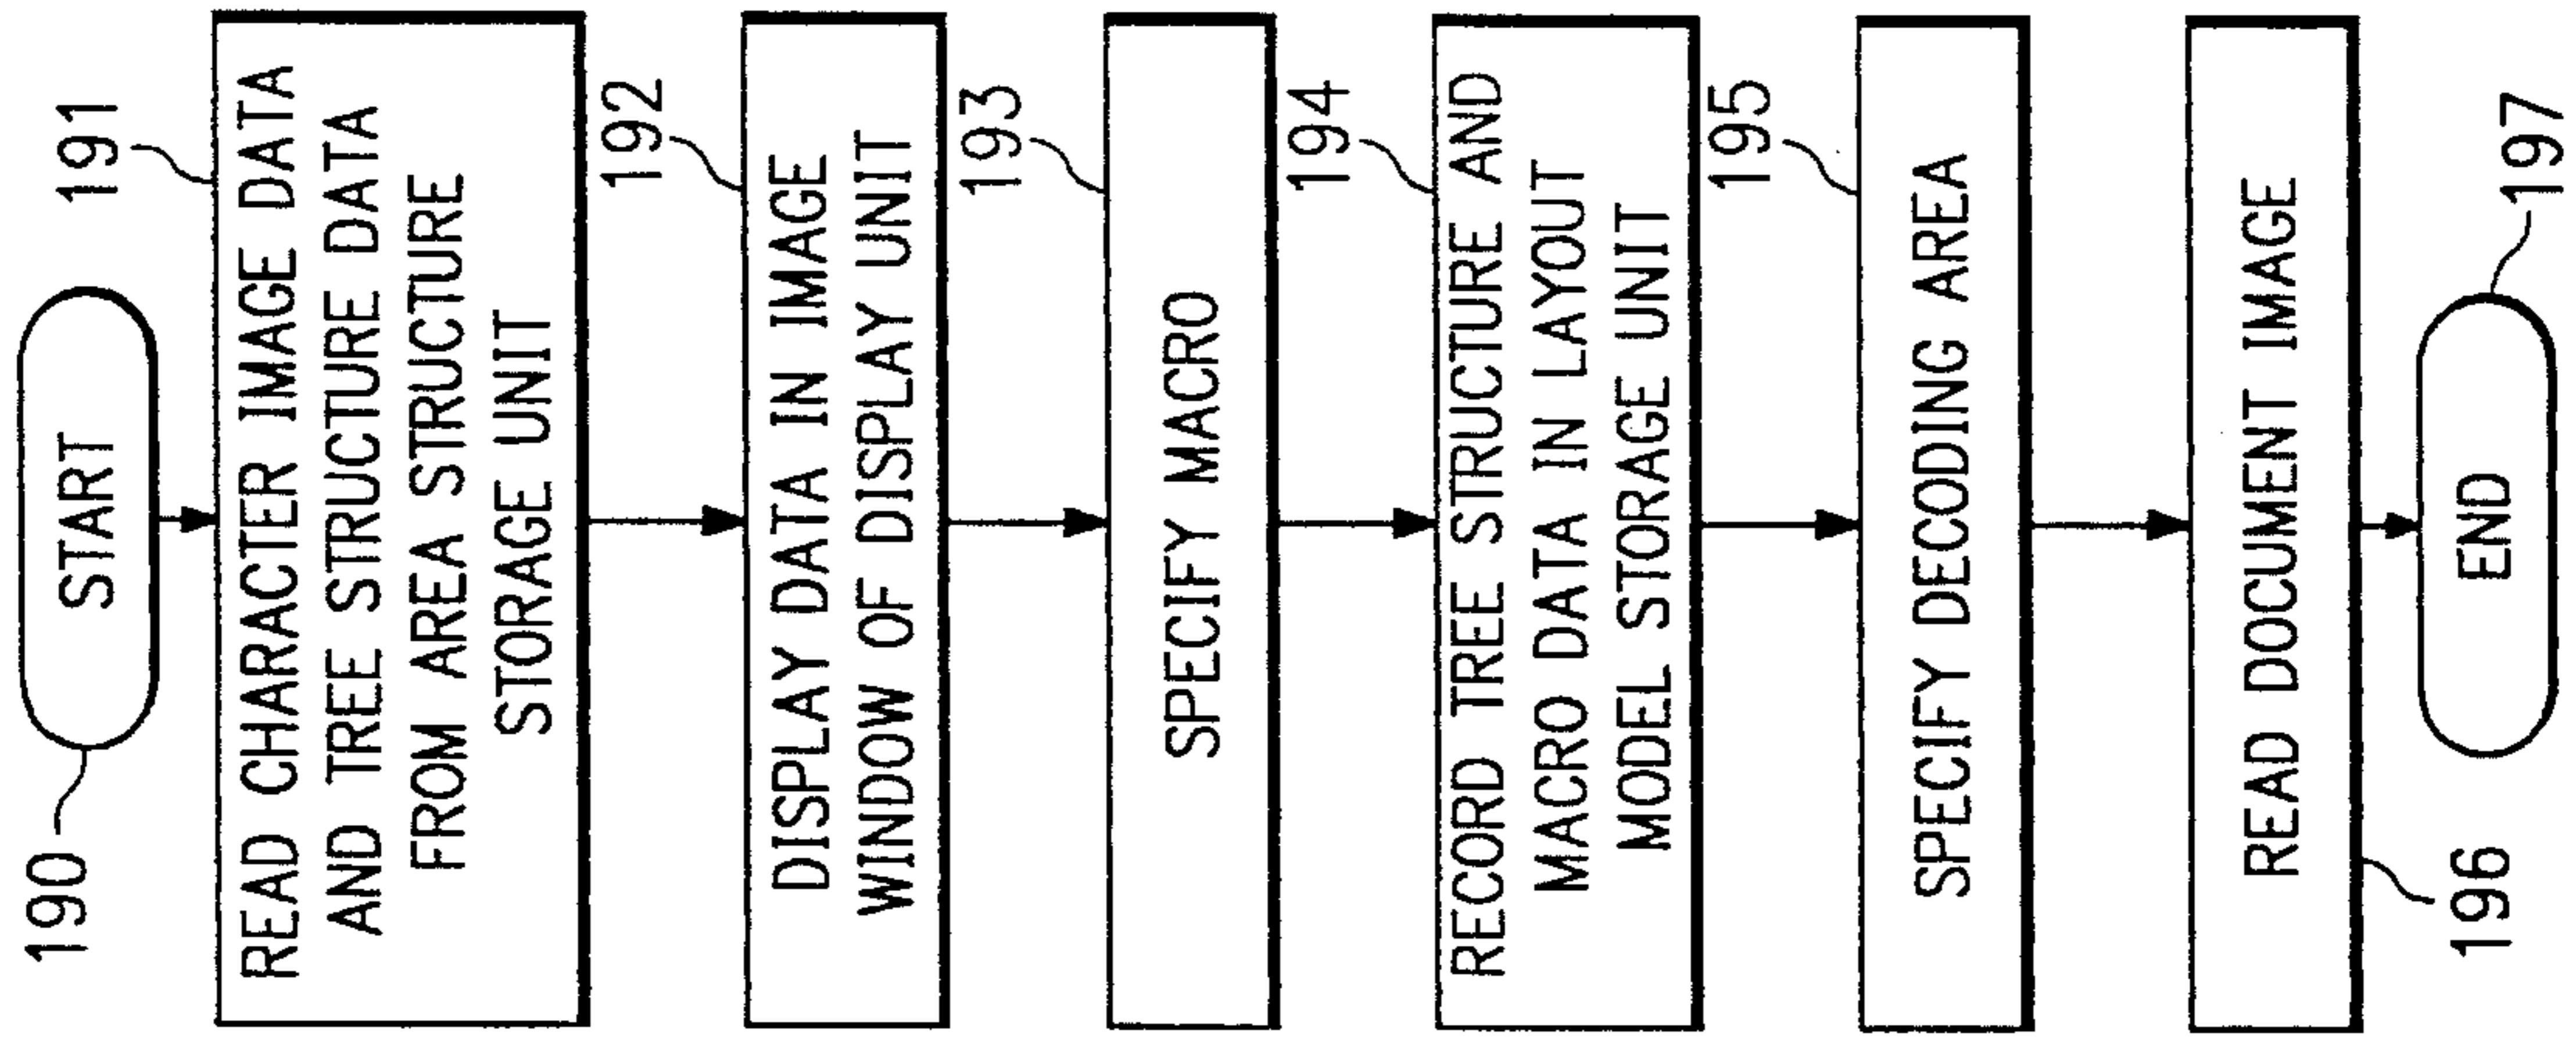 190
START
191
READ CHARACTER IMAGE DATA
AND TREE STRUCTURE DATA
FROM AREA STRUCTURE
STORAGE UNIT
192
DISPLAY DATA IN IMAGE
WINDOW OF DISPLAY UNIT
193
SPECIFY MACRO
194
RECORD TREE STRUCTURE AND
MACRO DATA IN LAYOUT
MODEL STORAGE UNIT
195
SPECIFY DECODING AREA
READ DOCUMENT IMAGE
196
END
197